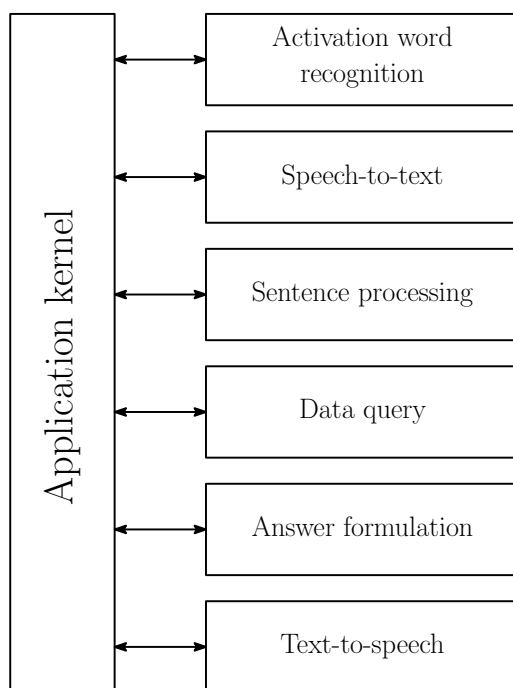 Application kernel
Activation word
recognition
Speech-to-text
Sentence processing
Data query
Answer formulation
Text-to-speech